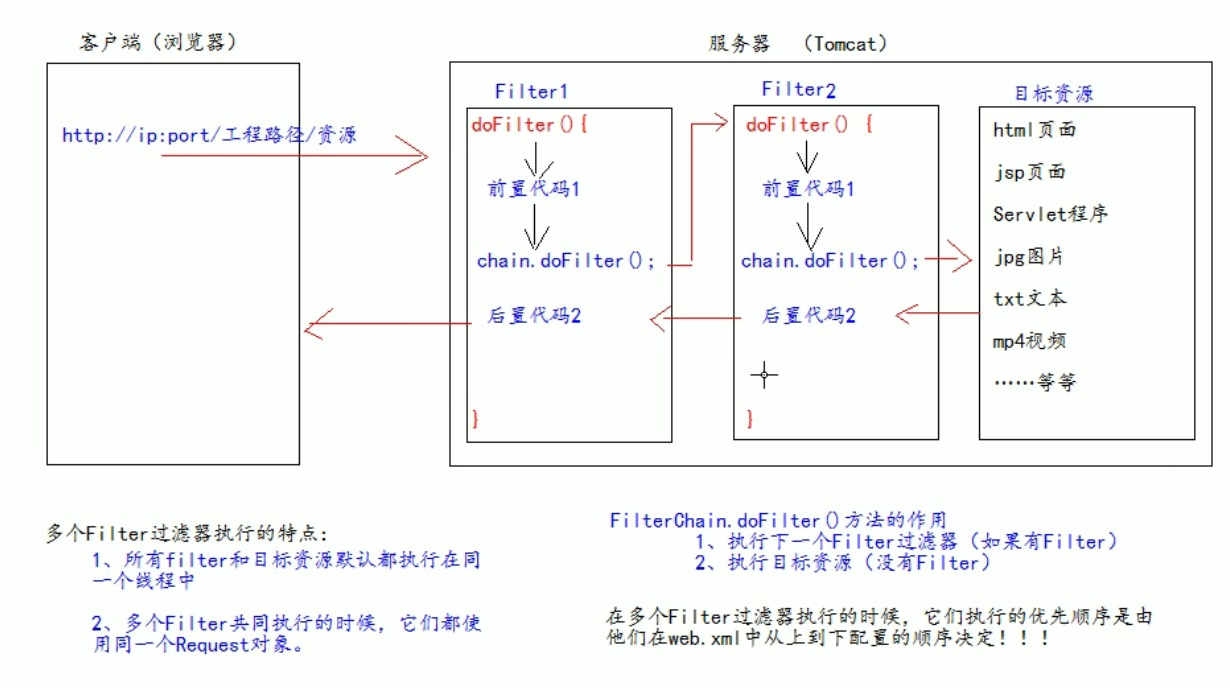 客户端（浏览器）
服务器 （Tomcat）
http://ip:port/工程路径/资源
Filter1
doFilter(){
前置代码1
chain.doFilter();
后置代码2
}
Filter2
doFilter() {
前置代码1
chain.doFilter();
后置代码2
}
目标资源
html页面
jsp页面
Servlet程序
jpg图片
txt文本
mp4视频
……等等
多个Filter过滤器执行的特点:
1、所有filter和目标资源默认都执行在同
一个线程中
2、多个Filter共同执行的时候, 它们都使
用同一个Request对象。
FilterChain.doFilter()方法的作用
1、执行下一个Filter过滤器（如果有Filter）
2、执行目标资源（没有Filter）
在多个Filter过滤器执行的时候, 它们执行的优先顺序是由
他们在web.xml中从上到下配置的顺序决定!!!